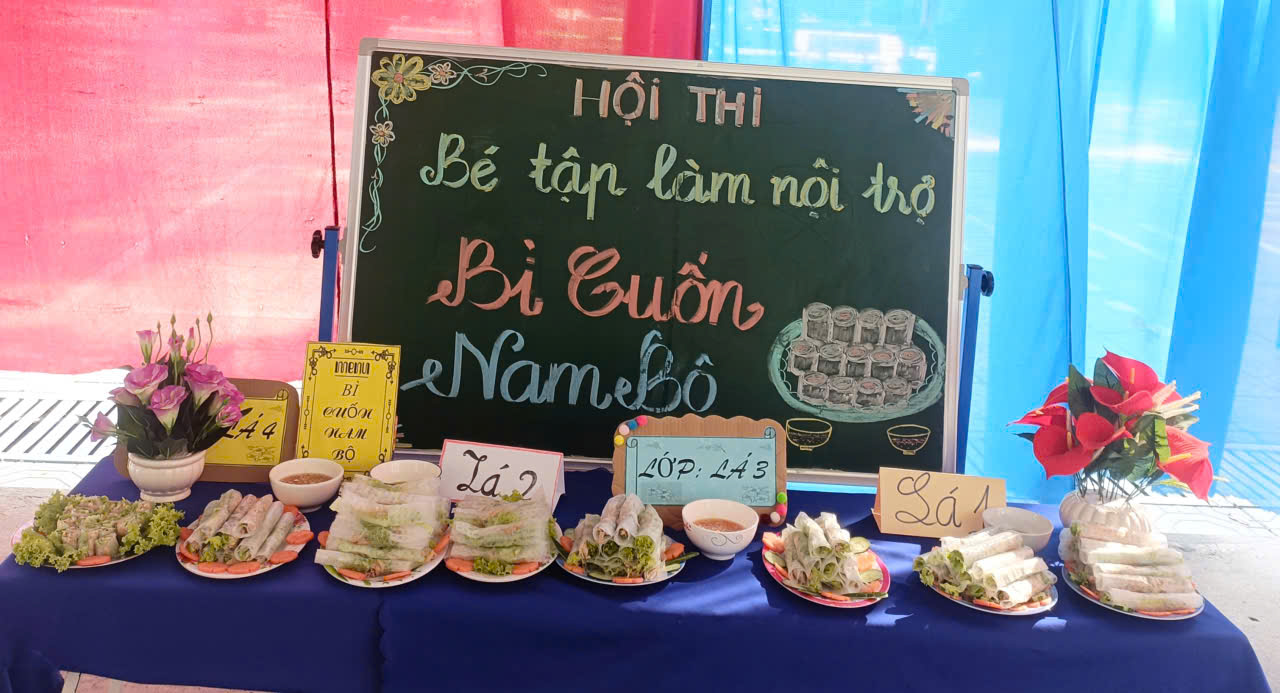 HỘI THI
Bé tập làm nội trợ
Bì Cuốn
Nam Bộ
LÁ 4
MENU
BÌ
CUỐN
NAM
BỘ
Lá 2
LỚP: LÁ 3
Lá 1